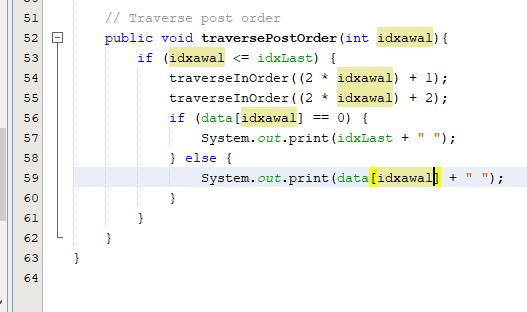 51 // Traverse post order
52 public void traversePostOrder(int idxawal){
53 if (idxawal <= idxLast) {
54 traverseInOrder((2 * idxawal) + 1);
55 traverseInOrder((2 * idxawal) + 2);
56 if (data[idxawal] == 0) {
57 System.out.print(idxLast + " ");
58 } else {
59 System.out.print(data[idxawal] + " ");
60 }
61 }
62 }
63 }
64